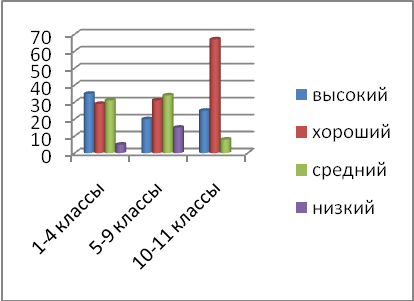 70
60
50
40
30
20
10
0
1-4 классы
5-9 классы
10-11 классы
высокий
хороший
средний
низкий